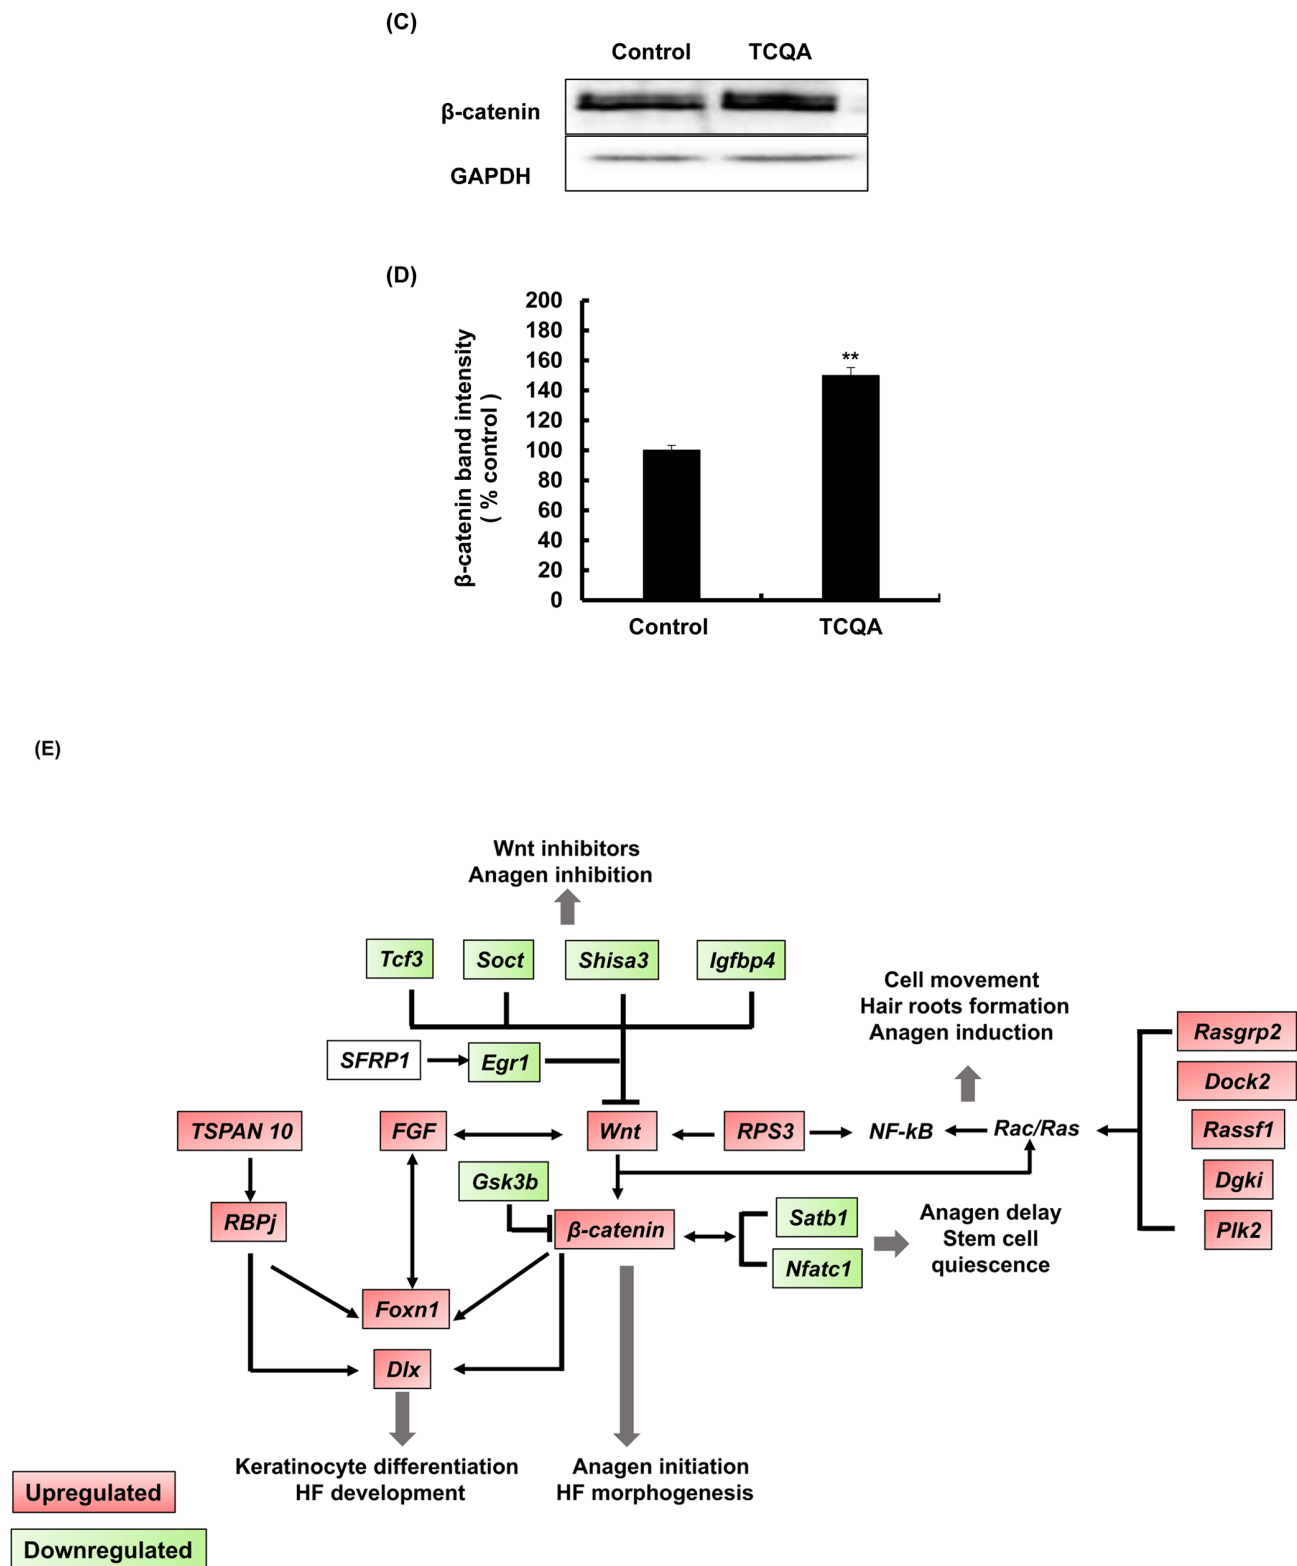 (C)
Control TCQA
β-catenin
GAPDH
(D)
200
180
160
140
120
100
80
60
40
20
0
β-catenin band intensity
( % control )
**
Control TCQA
(E)
Wnt inhibitors
Anagen inhibition
Tcf3 Soct Shisa3 Igfbp4
Cell movement
Hair roots formation
Anagen induction
SFRP1 Egr1
Rasgrp2
Dock2
TSPAN 10 FGF Wnt RPS3 NF-kB Rac/Ras Rassf1
Gsk3b
Dgki
RBPj β-catenin Satb1
Nfatc1
Anagen delay
Stem cell
quiescence
Plk2
Foxn1
Dlx
Keratinocyte differentiation
HF development
Anagen initiation
HF morphogenesis
Upregulated
Downregulated